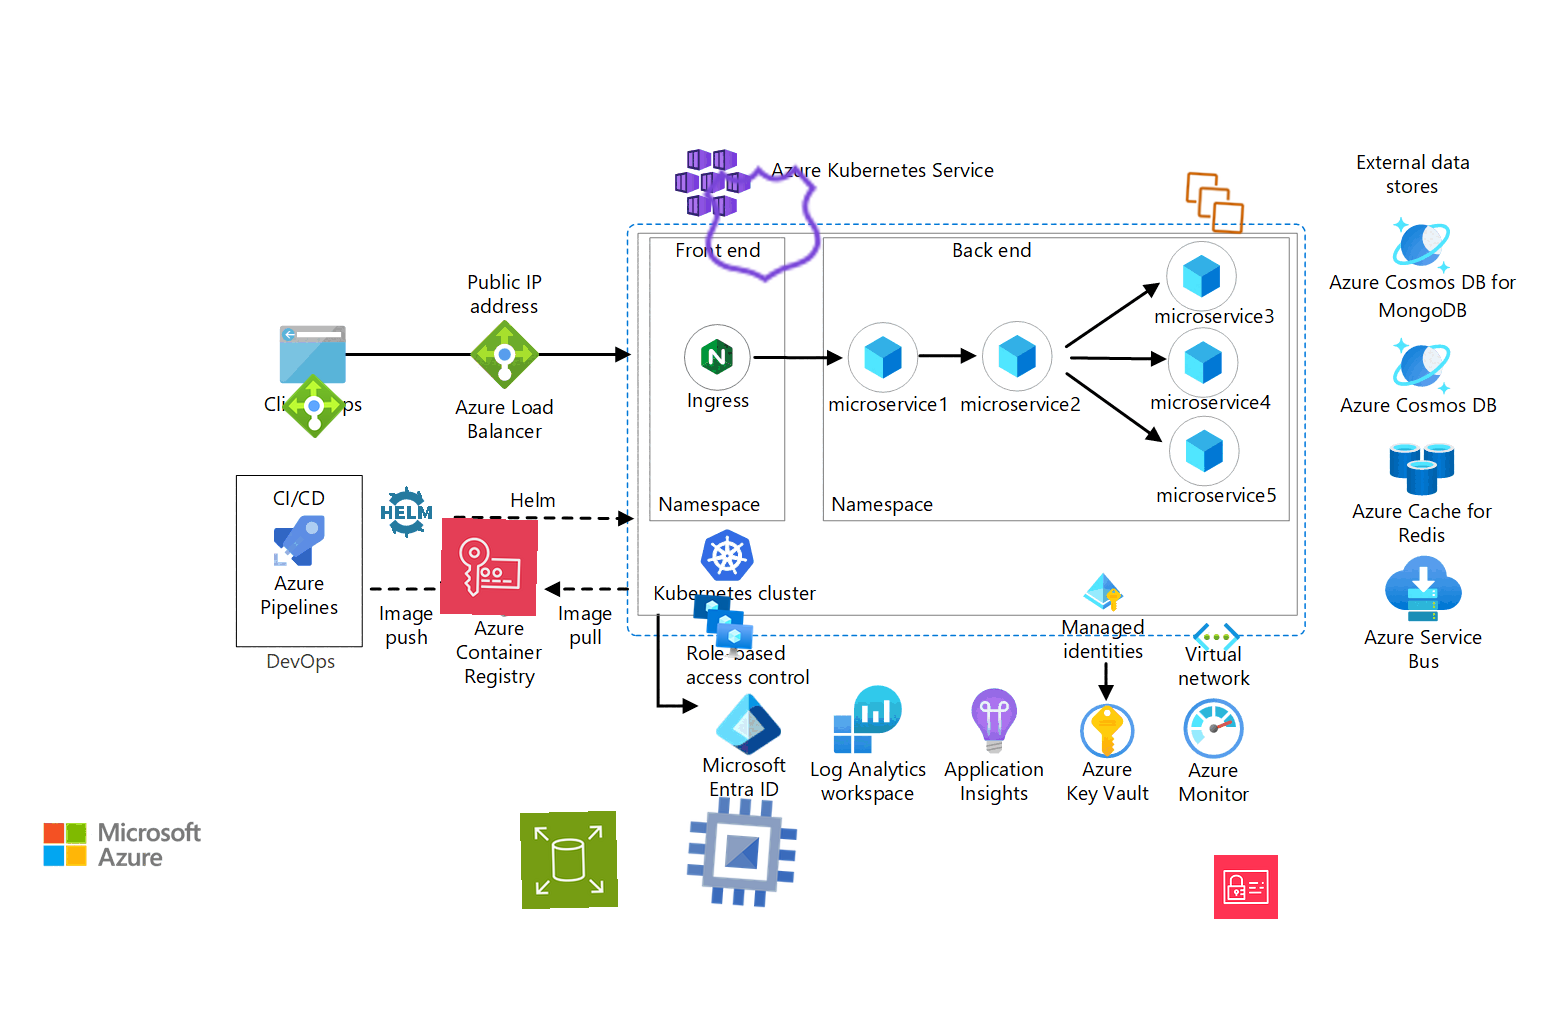 Azure Kubernetes Service
External data
stores
Front end
Back end
Public IP
address
Azure Cosmos DB for
MongoDB
microservice3
Ingress
microservice1
microservice2
microservice4
Azure Load
Balancer
Azure Cosmos DB
CI/CD
HELM
Helm
Namespace
Namespace
microservice5
Azure Cache for
Redis
Azure
Pipelines
Image
push
Image
pull
Kubernetes cluster
Azure
Container
Registry
DevOps
Role-based
access control
Managed
identities
Virtual
network
Azure Service
Bus
Microsoft
Entra ID
Log Analytics
workspace
Application
Insights
Azure
Key Vault
Azure
Monitor
Microsoft
Azure